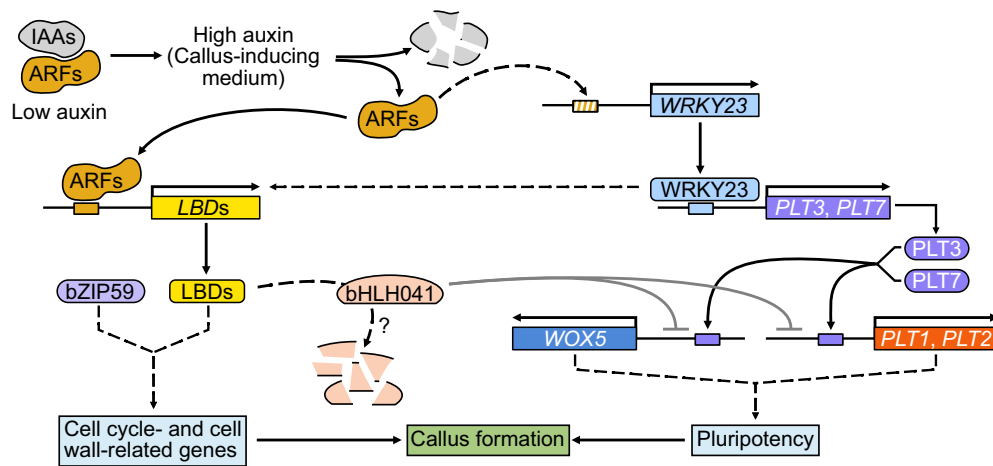 IAAs
ARFs
Low auxin
High auxin
(Callus-inducing
medium)
ARFs
WRKY23
ARFs
LBDs
WRKY23
PLT3, PLT7
PLT3
PLT7
bZIP59
LBDs
bHLH041
?
WOX5
PLT1, PLT2
Cell cycle- and cell
wall-related genes
Callus formation
Pluripotency